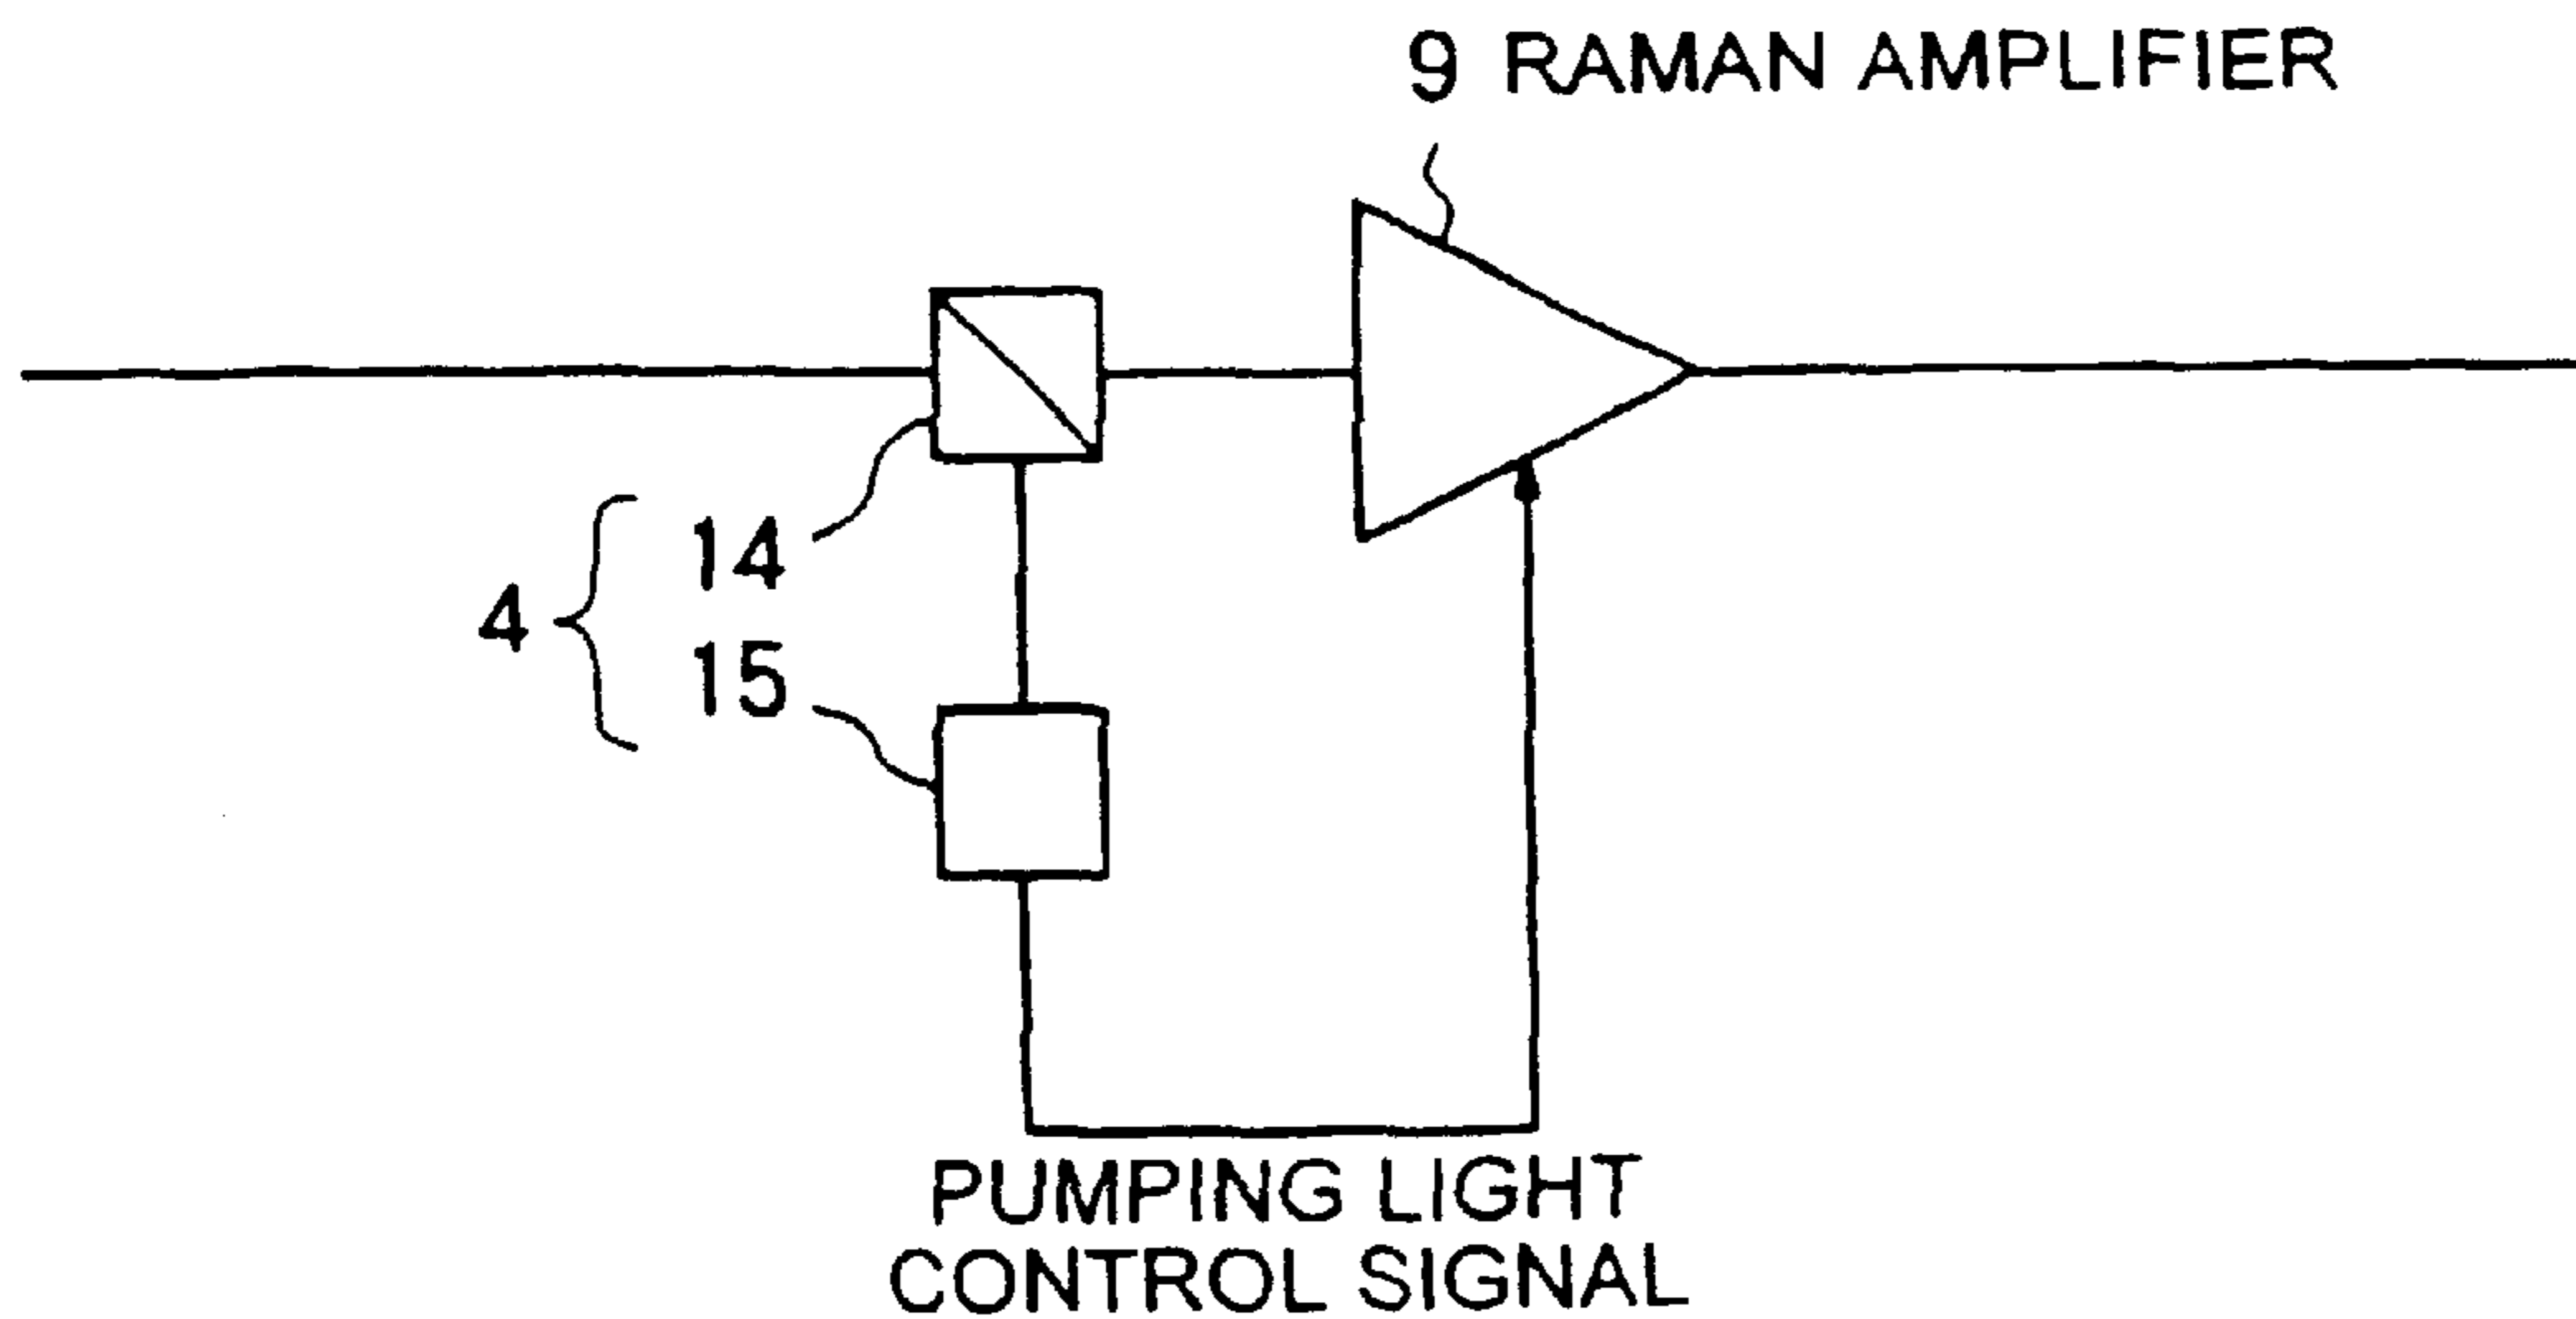 9 RAMAN AMPLIFIER
14
4
15
PUMPING LIGHT
CONTROL SIGNAL